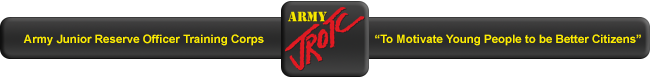 Army Junior Reserve Officer Training Corps
ARMY
JROTC
“To Motivate Young People to be Better Citizens”